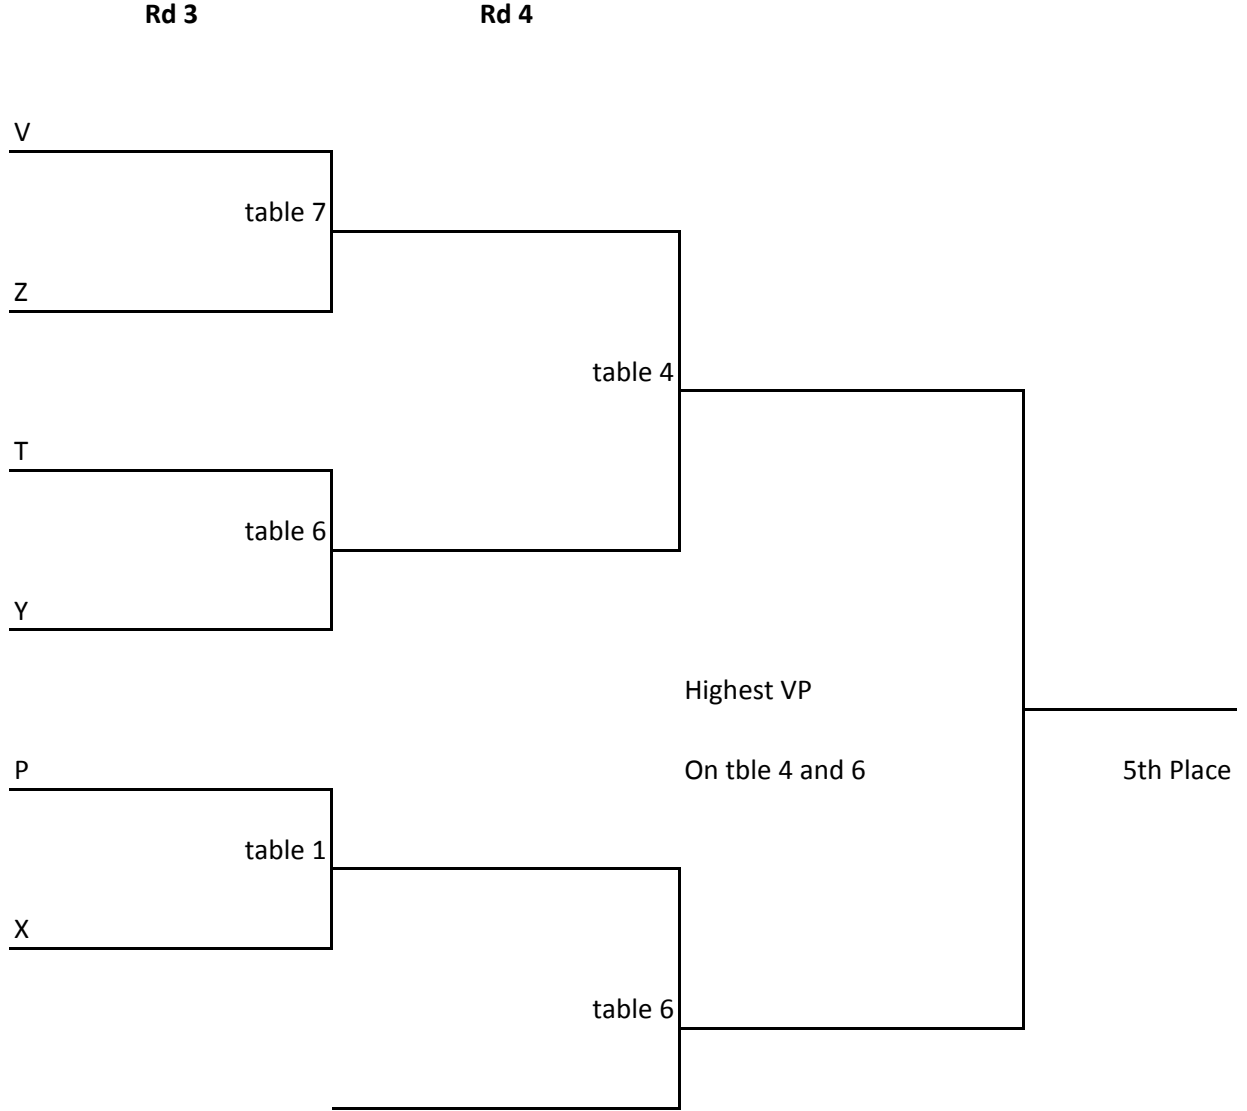 Rd 3 Rd 4
V
table 7
Z
table 4
T
table 6
Y
Highest VP
P On tble 4 and 6 5th Place
table 1
X
table 6